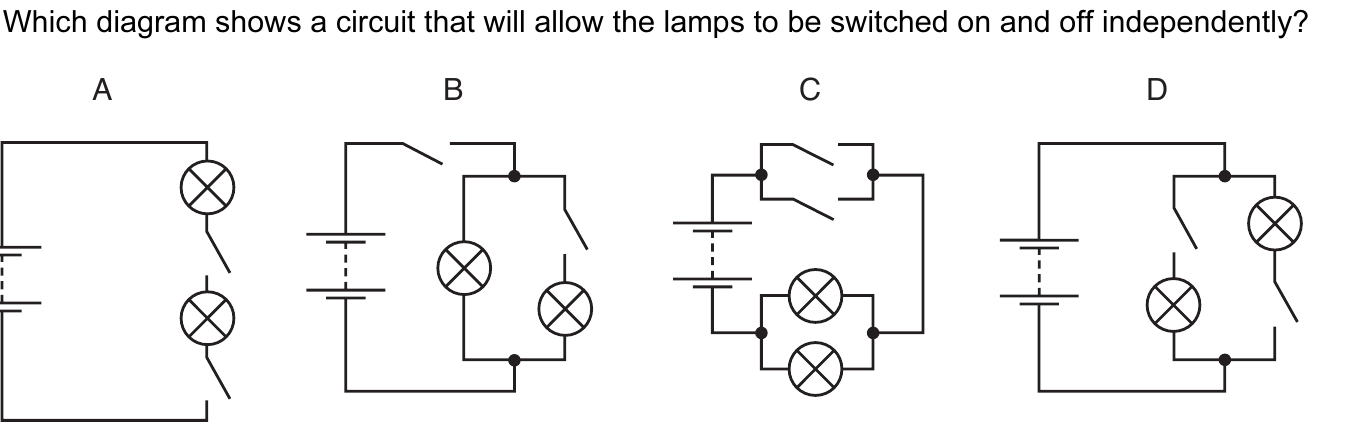 Which diagram shows a circuit that will allow the lamps to be switched on and off independently?
A B C D